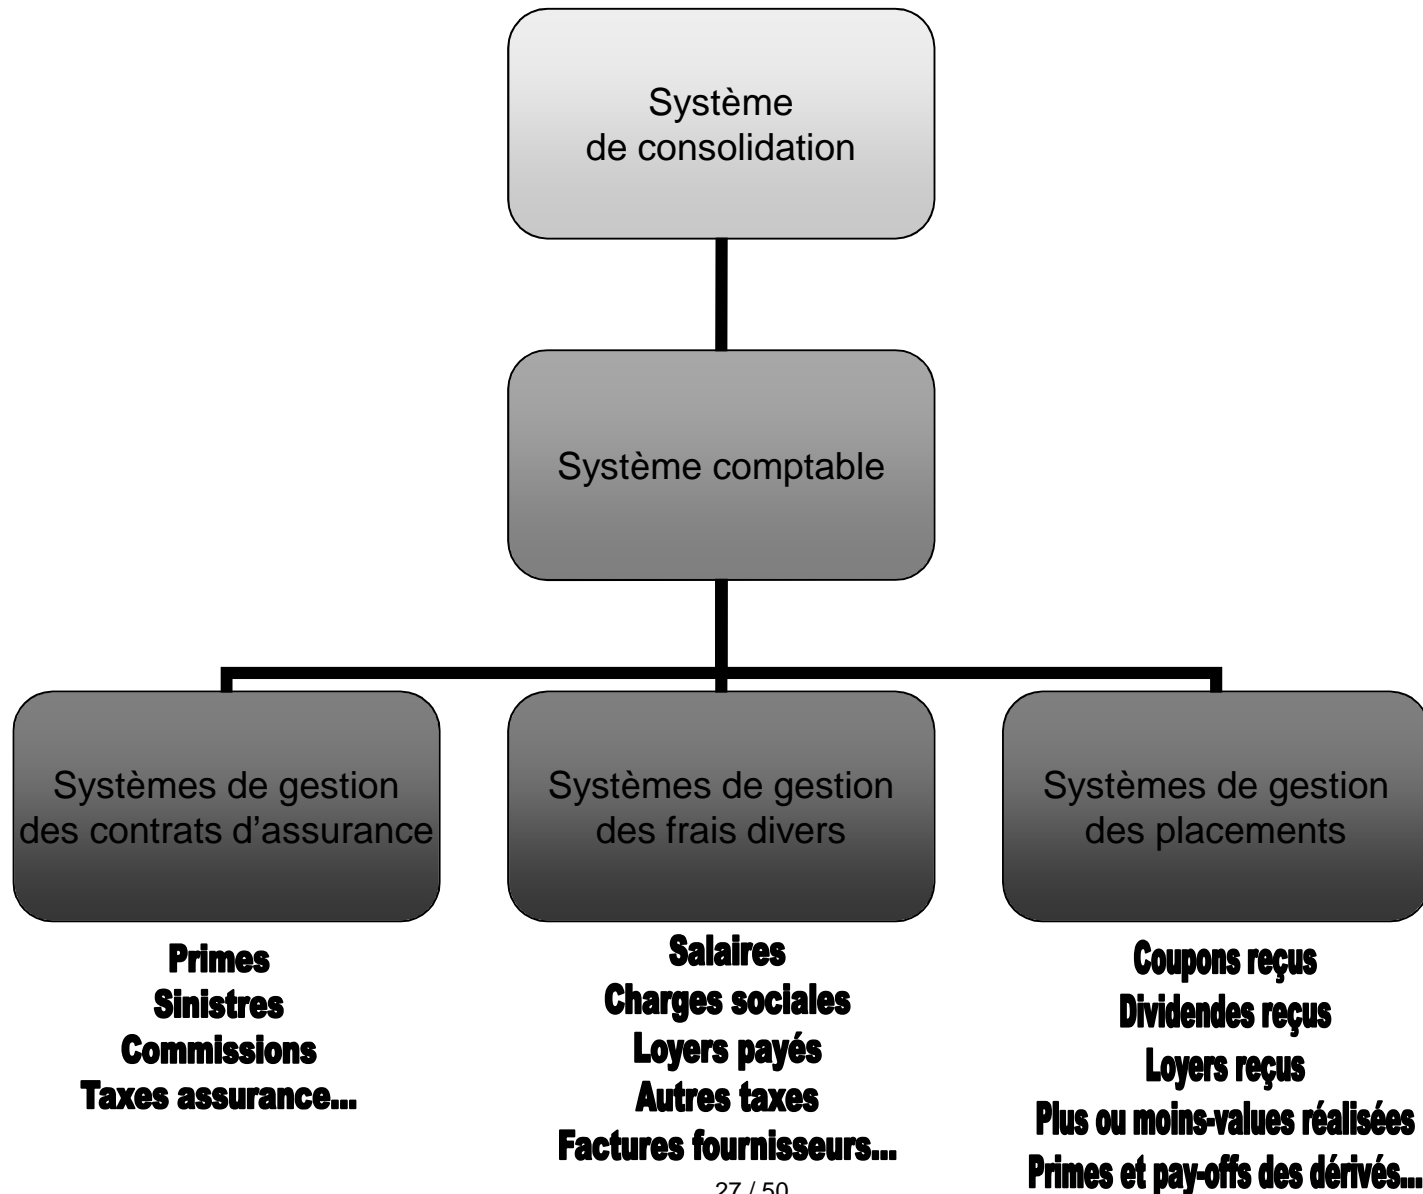 Système
de consolidation
Système comptable
Systèmes de gestion
des contrats d’assurance
Systèmes de gestion
des frais divers
Systèmes de gestion
des placements
Primes
Sinistres
Commissions
Taxes assurance...
Salaires
Charges sociales
Loyers payés
Autres taxes
Factures fournisseurs...
Coupons reçus
Dividendes reçus
Loyers reçus
Plus ou moins-values réalisées
Primes et pay-offs des dérivés...
27 / 50